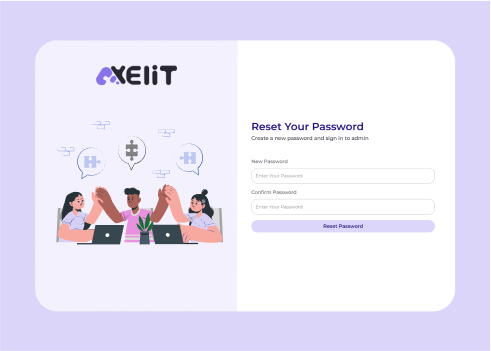 AXELIT
Reset Your Password
Create a new password and sign in to admin
New Password
Enter Your Password
Confirm Password
Enter Your Password
Reset Password